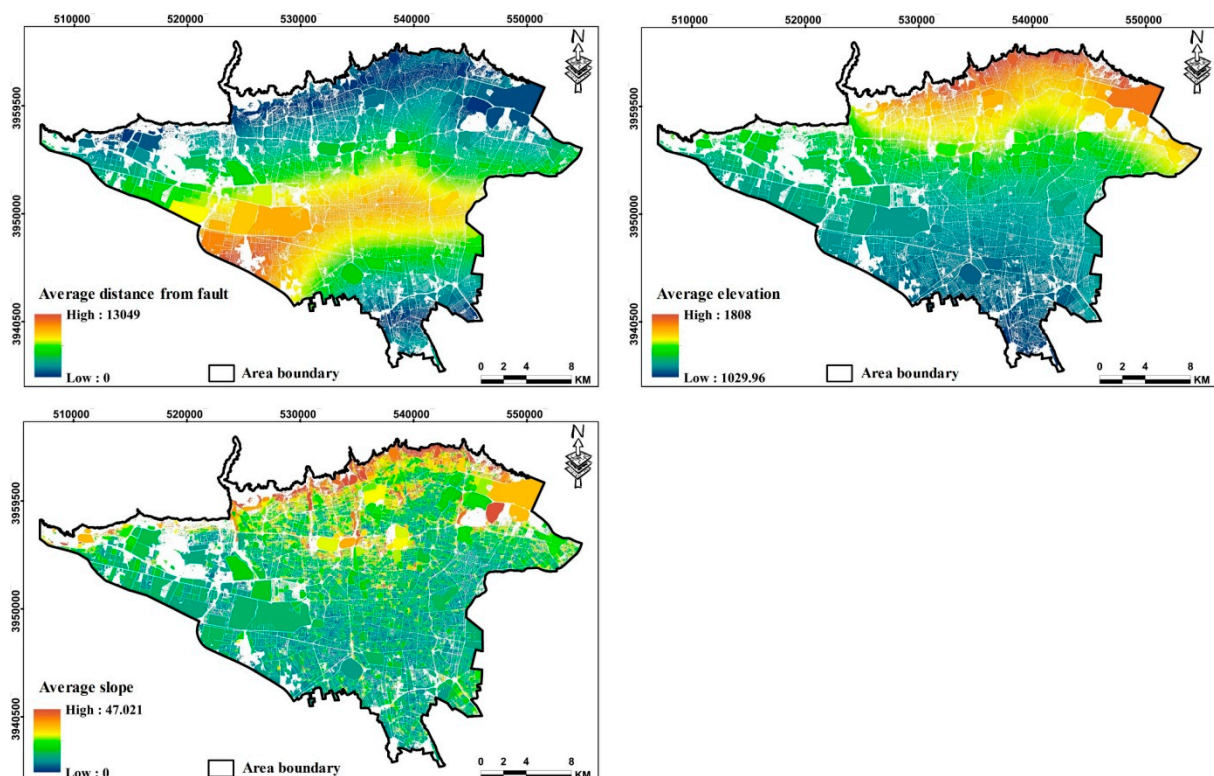 510000 520000 530000 540000 550000
N
3959500
3950000
3940500
Average distance from fault
High : 13049
Low : 0
Area boundary
0 2 4 8
KM
510000 520000 530000 540000 550000
N
3959500
3950000
3940500
Average elevation
High : 1808
Low : 1029.96
Area boundary
0 2 4 8
KM
510000 520000 530000 540000 550000
N
3959500
3950000
3940500
Average slope
High : 47.021
Low : 0
Area boundary
0 2 4 8
KM